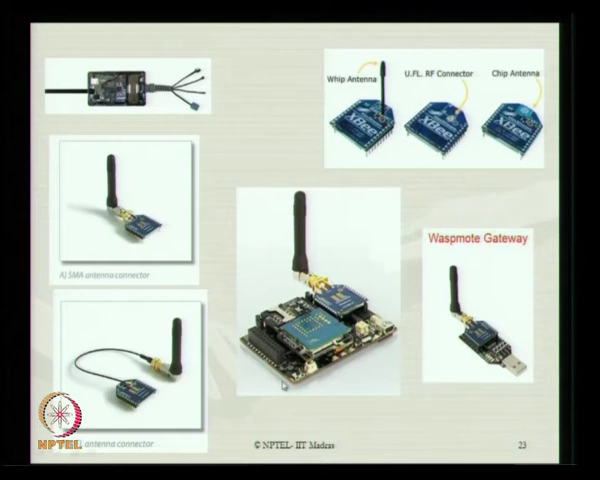 Whip Antenna
U.FL. RF Connector
Chip Antenna
XBee
XBee
XBee
Waspmote Gateway
A) SMA antenna connector
antenna connector
NPTEL
© NPTEL- IIT Madras
23